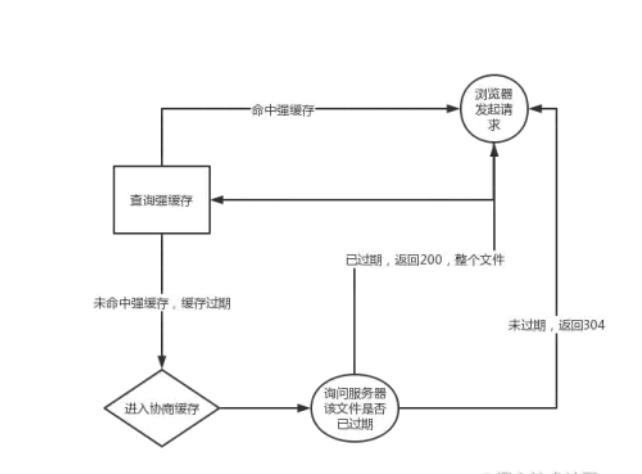 浏览器
发起请
求
命中强缓存
查询强缓存
已过期，返回200，整个文件
未命中强缓存，缓存过期
未过期，返回304
进入协商缓存
询问服务器
该文件是否
已过期